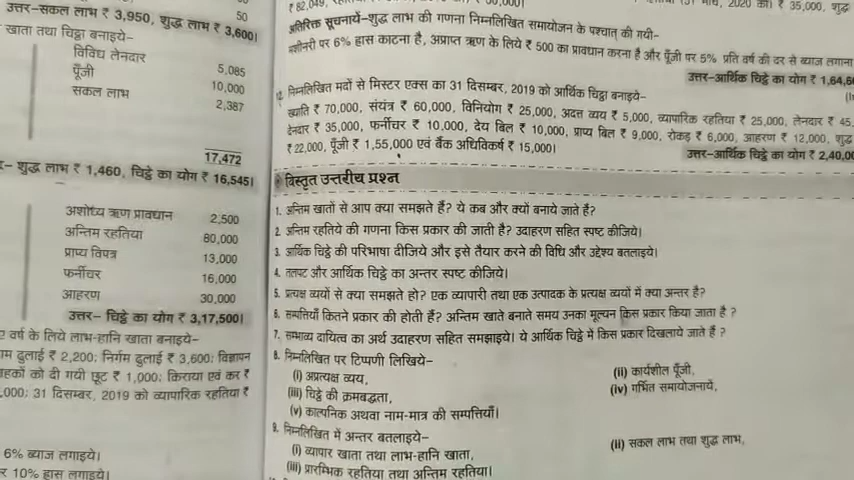 उत्तर–सकल लाभ ₹ 3,950, शुद्ध लाभ ₹ 3,600।
50
खाता तथा चिट्ठा बनाइये–
विविध लेनदार 5,085
पूँजी 10,000
सकल लाभ 2,387
17,472
र– शुद्ध लाभ ₹ 1,460, चिट्ठे का योग ₹ 16,545।
अशोध्य ऋण प्रावधान 2,500
अन्तिम रहतिया 80,000
प्राप्य विपत्र 13,000
फर्नीचर 16,000
आहरण 30,000
उत्तर– चिट्ठे का योग ₹ 3,17,500।
वर्ष के लिये लाभ-हानि खाता बनाइये–
गम ढुलाई ₹ 2,200; निर्गम ढुलाई ₹ 3,600; विज्ञापन
हकों को दी गयी छूट ₹ 1,000; किराया एवं कर ₹
,000; 31 दिसम्बर, 2019 को व्यापारिक रहतिया ₹
6% ब्याज लगाइये।
र 10% ह्रास लगाइये।
₹ 82,049,
2020 को) ₹ 35,000, शुद्ध
अतिरिक्त सूचनायें–शुद्ध लाभ की गणना निम्नलिखित समायोजन के पश्चात् की गयी–
मशीनरी पर 6% ह्रास काटना है, अप्राप्त ऋण के लिये ₹ 500 का प्रावधान करना है और पूँजी पर 5% प्रति वर्ष की दर से ब्याज लगाना
उत्तर–आर्थिक चिट्ठे का योग ₹ 1,64,6
12. निम्नलिखित मदों से मिस्टर एक्स का 31 दिसम्बर, 2019 को आर्थिक चिट्ठा बनाइये–
ख्याति ₹ 70,000, संयंत्र ₹ 60,000, विनियोग ₹ 25,000, अदत्त व्यय ₹ 5,000, व्यापारिक रहतिया ₹ 25,000, लेनदार ₹ 45,
देनदार ₹ 35,000, फर्नीचर ₹ 10,000, देय बिल ₹ 10,000, प्राप्य बिल ₹ 9,000, रोकड़ ₹ 6,000, आहरण ₹ 12,000, शुद्ध
₹ 22,000, पूँजी ₹ 1,55,000 एवं बैंक अधिविकर्ष ₹ 15,000।
उत्तर–आर्थिक चिट्ठे का योग ₹ 2,40,00
विस्तृत उत्तरीय प्रश्न
1. अन्तिम खातों से आप क्या समझते हैं? ये कब और क्यों बनाये जाते हैं?
2. अन्तिम रहतिये की गणना किस प्रकार की जाती है? उदाहरण सहित स्पष्ट कीजिये।
3. आर्थिक चिट्ठे की परिभाषा दीजिये और इसे तैयार करने की विधि और उद्देश्य बतलाइये।
4. तलपट और आर्थिक चिट्ठे का अन्तर स्पष्ट कीजिये।
5. प्रत्यक्ष व्ययों से क्या समझते हो? एक व्यापारी तथा एक उत्पादक के प्रत्यक्ष व्ययों में क्या अन्तर है?
6. सम्पत्तियाँ कितने प्रकार की होती हैं? अन्तिम खाते बनाते समय उनका मूल्यन किस प्रकार किया जाता है ?
7. सम्भाव्य दायित्व का अर्थ उदाहरण सहित समझाइये। ये आर्थिक चिट्ठे में किस प्रकार दिखलाये जाते हैं ?
8. निम्नलिखित पर टिप्पणी लिखिये–
(i) अप्रत्यक्ष व्यय, (ii) कार्यशील पूँजी,
(iii) चिट्ठे की क्रमबद्धता, (iv) गर्भित समायोजनाये,
(v) काल्पनिक अथवा नाम-मात्र की सम्पत्तियाँ।
9. निम्नलिखित में अन्तर बतलाइये–
(i) व्यापार खाता तथा लाभ-हानि खाता, (ii) सकल लाभ तथा शुद्ध लाभ,
(iii) प्रारम्भिक रहतिया तथा अन्तिम रहतिया।